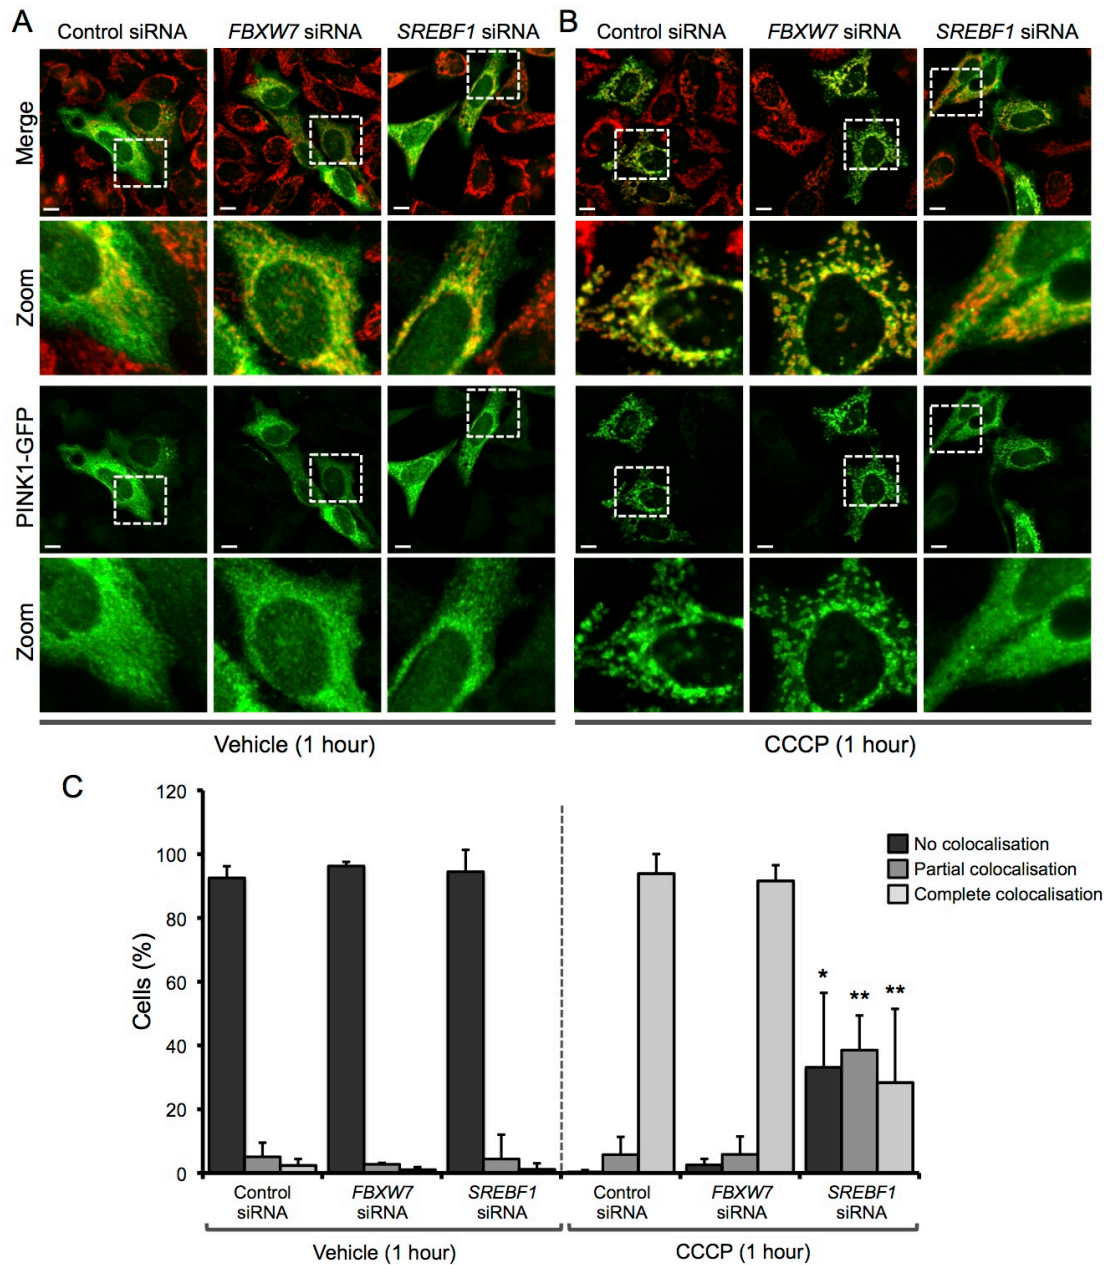 A
Control siRNA FBXW7 siRNA SREBF1 siRNA
B
Control siRNA FBXW7 siRNA SREBF1 siRNA
Merge
Zoom
PINK1-GFP
Zoom
Vehicle (1 hour)
CCCP (1 hour)
C
Cells (%)
120
100
80
60
40
20
0
* ** **
No colocalisation
Partial colocalisation
Complete colocalisation
Control siRNA
FBXW7 siRNA
SREBF1 siRNA
Control siRNA
FBXW7 siRNA
SREBF1 siRNA
Vehicle (1 hour)
CCCP (1 hour)